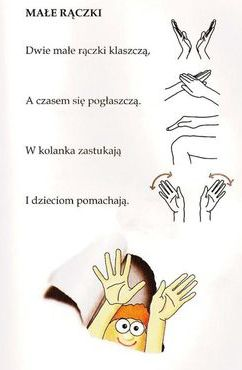 MAŁE RĄCZKI
Dwie małe rączki klaszczą,
A czasem się pogłaszczą.
W kolanka zastukają
I dzieciom pomachają.